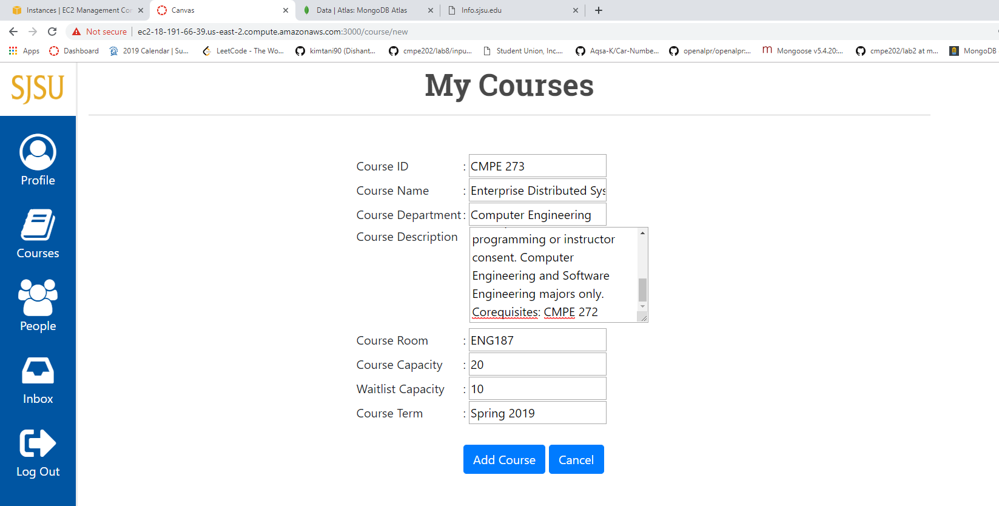 Instances | EC2 Management Con
Canvas
Data | Atlas: MongoDB Atlas
Info.sjsu.edu
Not secure
ec2-18-191-66-39.us-east-2.compute.amazonaws.com:3000/course/new
Apps
Dashboard
2019 Calendar | Su...
LeetCode - The Wo...
kimtani90 (Dishant...
cmpe202/lab8/inpu...
Student Union, Inc....
Aqsa-K/Car-Numbe...
openalpr/openalpr:...
Mongoose v5.4.20:...
cmpe202/lab2 at m...
MongoDB
SJSU
My Courses
Profile
Courses
People
Inbox
Log Out
Course ID : CMPE 273
Course Name : Enterprise Distributed Sys
Course Department : Computer Engineering
Course Description
programming or instructor
consent. Computer
Engineering and Software
Engineering majors only.
Corequisites: CMPE 272
Course Room : ENG187
Course Capacity : 20
Waitlist Capacity : 10
Course Term : Spring 2019
Add Course
Cancel